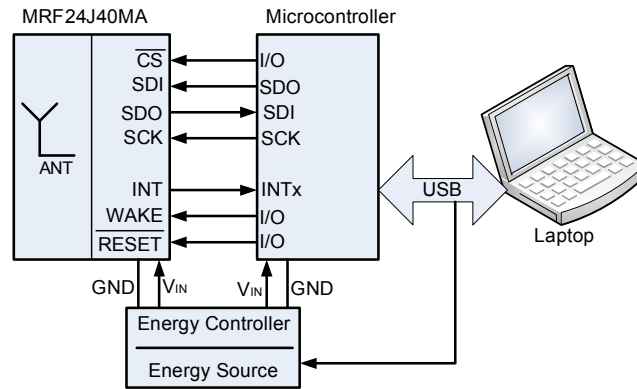 MRF24J40MA
Microcontroller
CS
I/O
SDI
SDO
SDO
SDI
SCK
SCK
ANT
INT
INTx
WAKE
I/O
RESET
I/O
USB
Laptop
GND
VIN
VIN
GND
Energy Controller
Energy Source